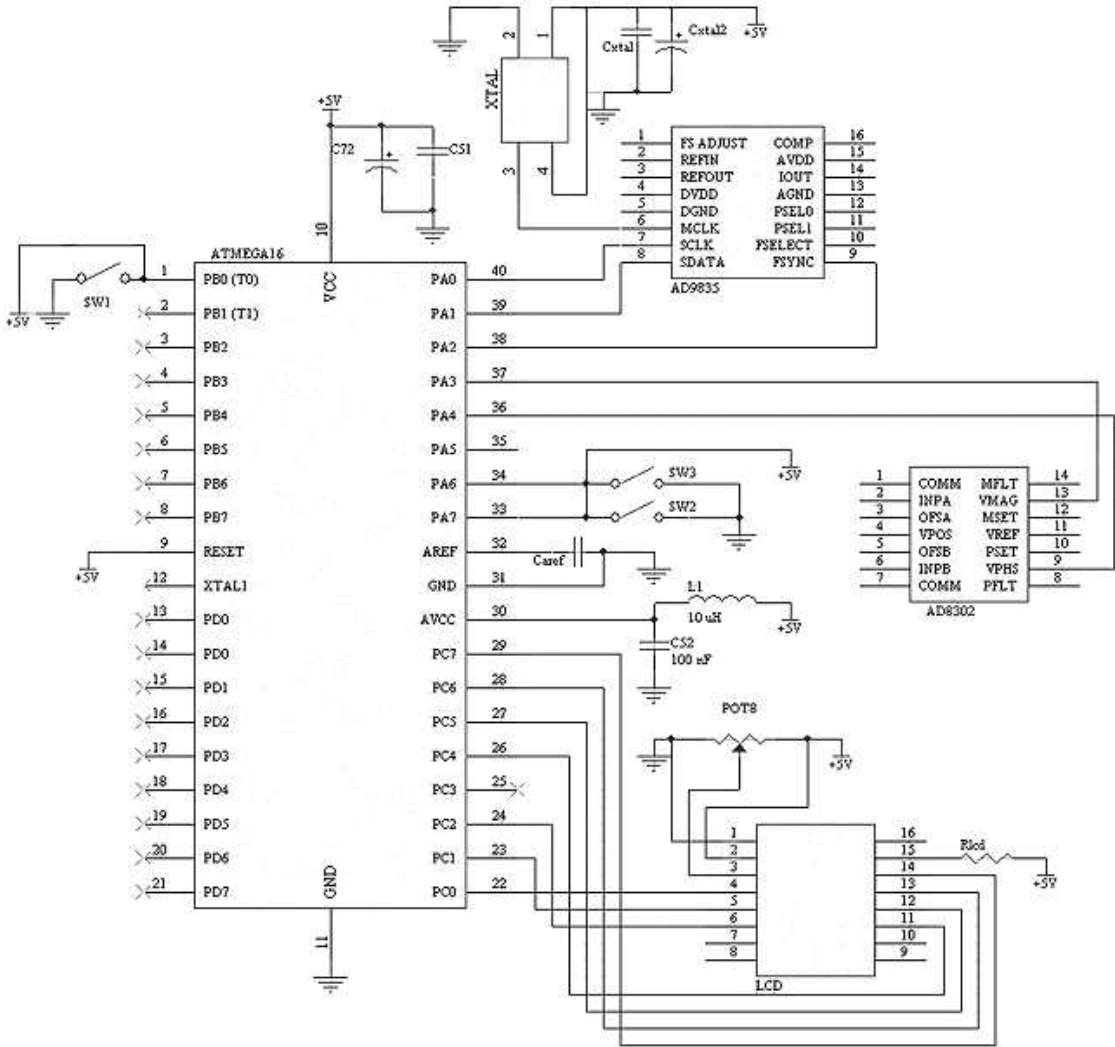 2
1
Cxtal
Cxtal2
+5V
XTAL
3
4
+5V
C72
C51
10
1 FS ADJUST COMP 16
2 REFIN AVDD 15
3 REFOUT IOUT 14
4 DVDD AGND 13
5 DGND PSEL0 12
6 MCLK PSEL1 11
7 SCLK FSELECT 10
8 SDATA FSYNC 9
AD9835
ATMEGA16
VCC
SW1
+5V
1 PB0 (T0) PA0 40
2 PB1 (T1) PA1 39
3 PB2 PA2 38
4 PB3 PA3 37
5 PB4 PA4 36
6 PB5 PA5 35
7 PB6 PA6 34
8 PB7 PA7 33
9 RESET AREF 32
12 XTAL1 GND 31
13 PD0 AVCC 30
14 PD0 PC7 29
15 PD1 PC6 28
16 PD2 PC5 27
17 PD3 PC4 26
18 PD4 PC3 25
19 PD5 PC2 24
20 PD6 PC1 23
21 PD7 PC0 22
+5V
GND
11
SW3
SW2
+5V
Caref
L1
10 uH
+5V
C52
100 nF
1 COMM MFLT 14
2 INPA VMAG 13
3 OFSA MSET 12
4 VPOS VREF 11
5 OFSB PSET 10
6 INPB VPHS 9
7 COMM PFLT 8
AD8302
POT8
+5V
1 16
2 15
3 14
4 13
5 12
6 11
7 10
8 9
LCD
Rlcd
+5V